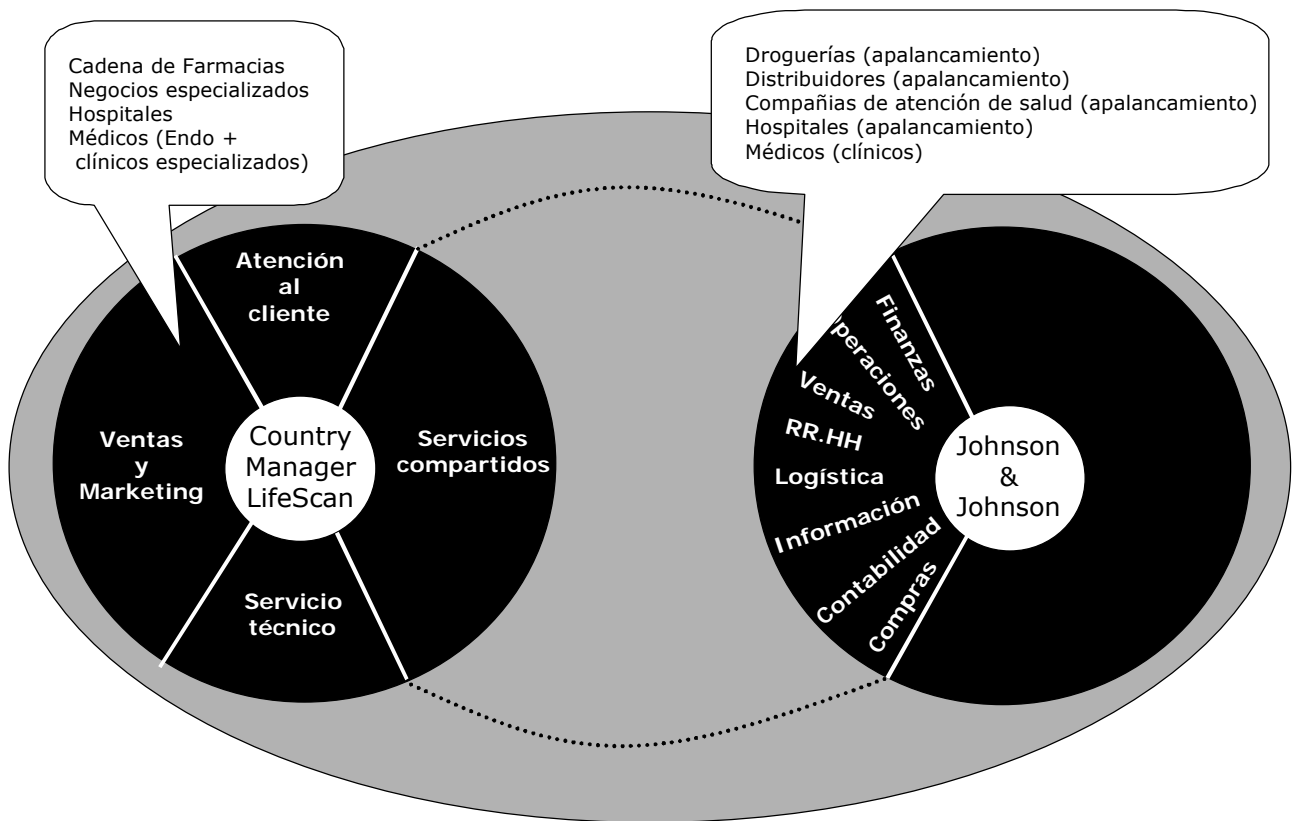 Cadena de Farmacias
Negocios especializados
Hospitales
Médicos (Endo +
clínicos especializados)
Droguerías (apalancamiento)
Distribuidores (apalancamiento)
Compañias de atención de salud (apalancamiento)
Hospitales (apalancamiento)
Médicos (clínicos)
Atención
al
cliente
Ventas
y
Marketing
Country
Manager
LifeScan
Servicios
compartidos
Servicio
técnico
Finanzas
Operaciones
Ventas
RR.HH
Logística
Información
Contabilidad
Compras
Johnson
&
Johnson